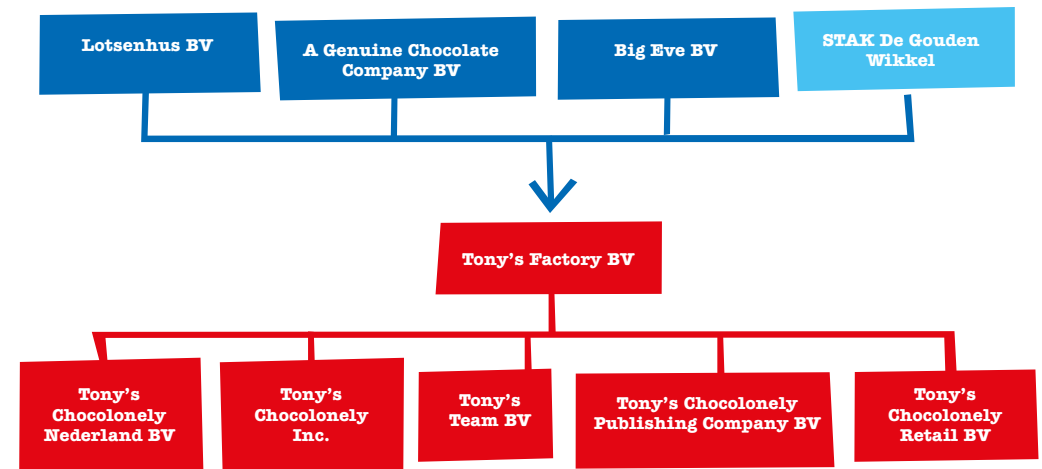 Lotsenhus BV
A Genuine Chocolate
Company BV
Big Eve BV
STAK De Gouden
Wikkel
Tony's Factory BV
Tony's
Chocolonely
Nederland BV
Tony's
Chocolonely
Inc.
Tony's
Team BV
Tony's Chocolonely
Publishing Company BV
Tony's
Chocolonely
Retail BV